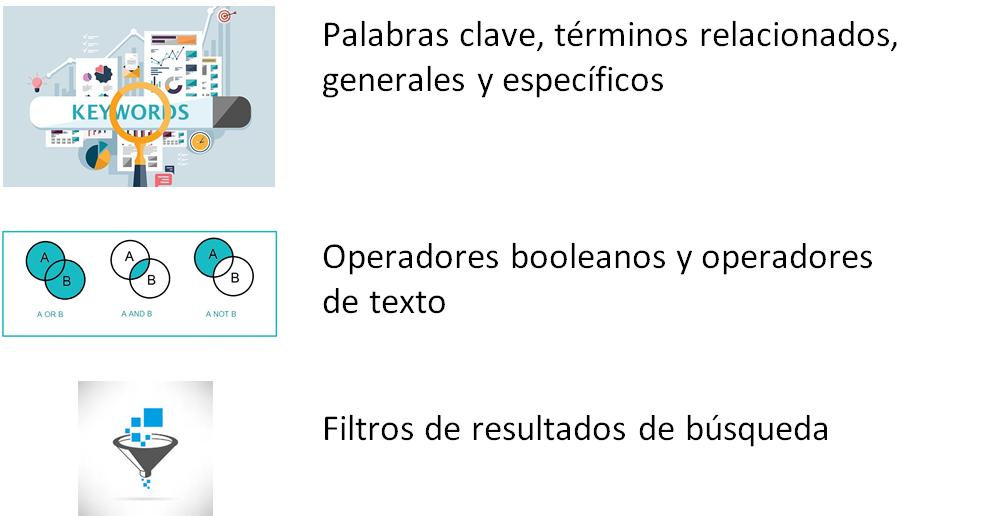 KEYWORDS
Palabras clave, términos relacionados,
generales y específicos
A
B
A
B
A
B
A OR B
A AND B
A NOT B
Operadores booleanos y operadores
de texto
Filtros de resultados de búsqueda